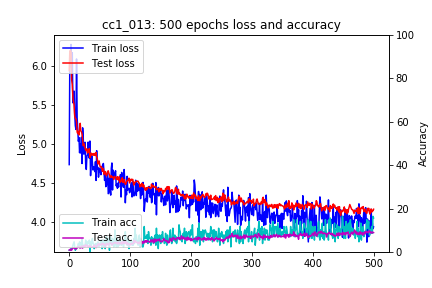 cc1_013: 500 epochs loss and accuracy
Train loss
Test loss
Train acc
Test acc
Loss
6.0
5.5
5.0
4.5
4.0
Accuracy
100
80
60
40
20
0
0
100
200
300
400
500